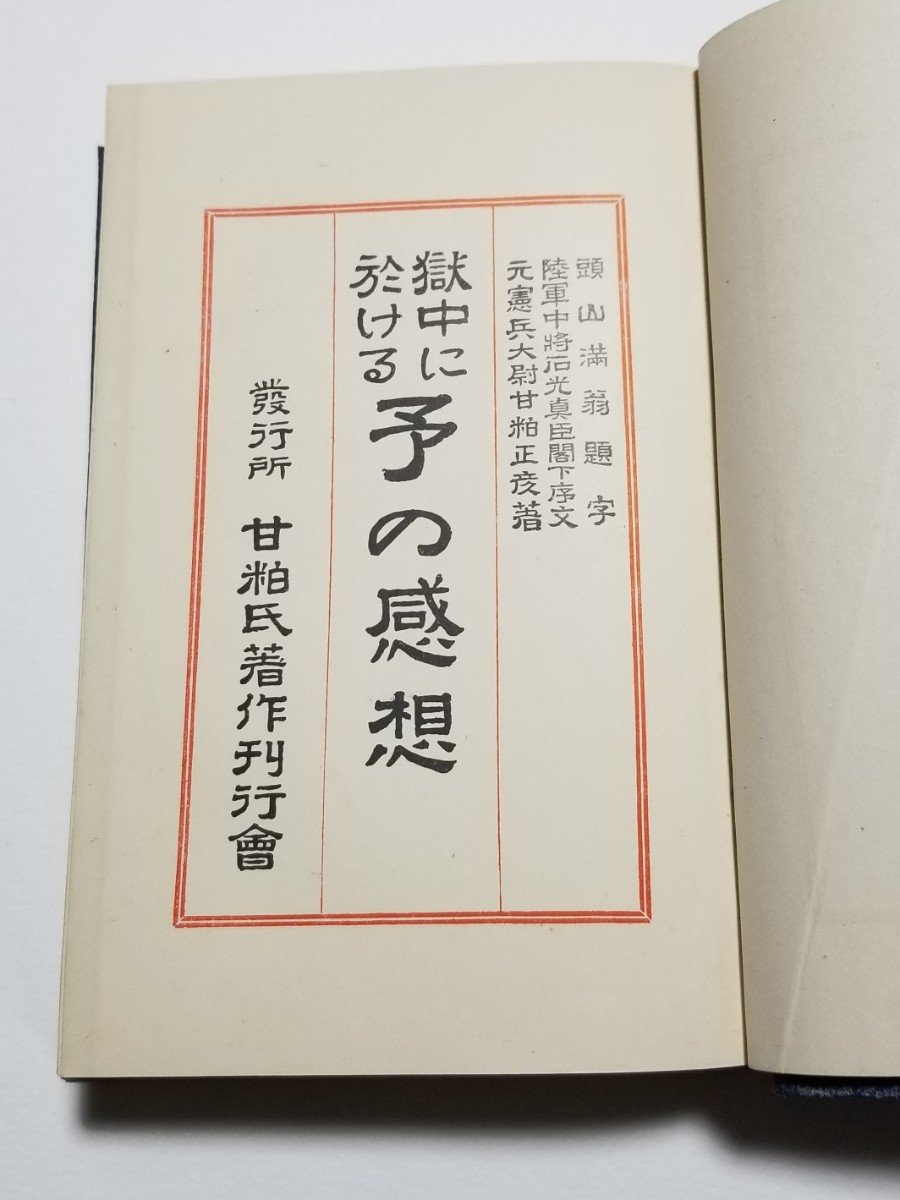 頭山満翁題字
陸軍中將石光真臣閣下序文
元憲兵大尉甘粕正彦著
獄中に
於ける
予の感想
發行所 甘粕氏著作刊行會